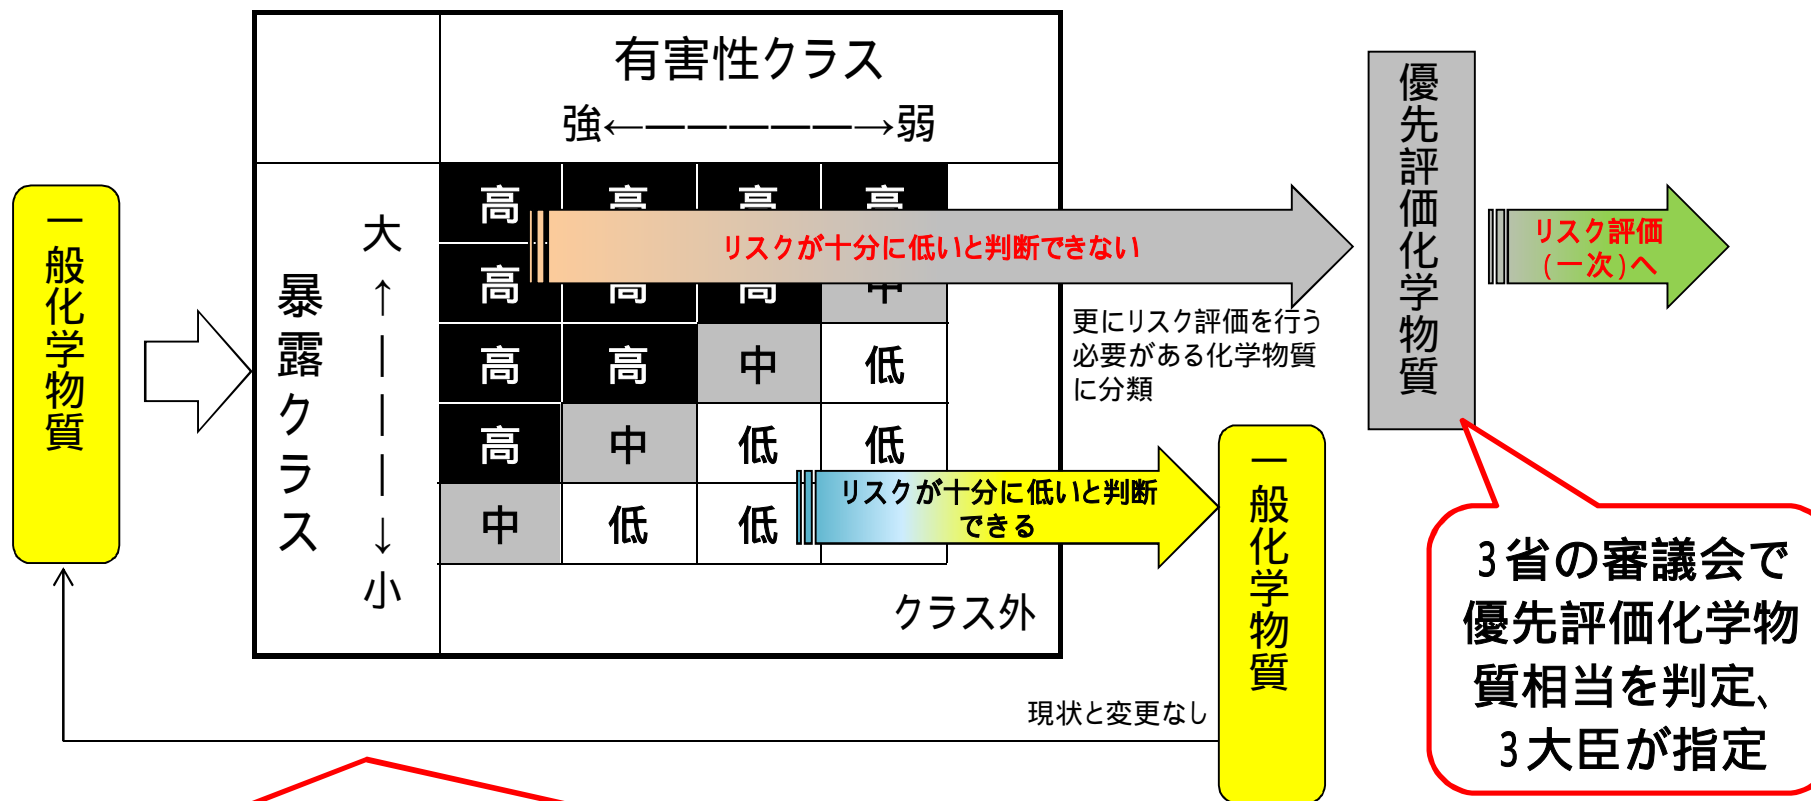 有害性クラス
強←―――――→弱
一般化学物質
暴露クラス
大
↑
|
|
|
↓
小
高 高 高 高
高 高 高 中
高 高 中 低
高 中 低 低
中 低 低
クラス外
リスクが十分に低いと判断できない
更にリスク評価を行う
必要がある化学物質
に分類
リスクが十分に低いと判断
できる
優先評価化学物質
リスク評価
(一次)へ
一般化学物質
現状と変更なし
3省の審議会で
優先評価化学物
質相当を判定、
3大臣が指定